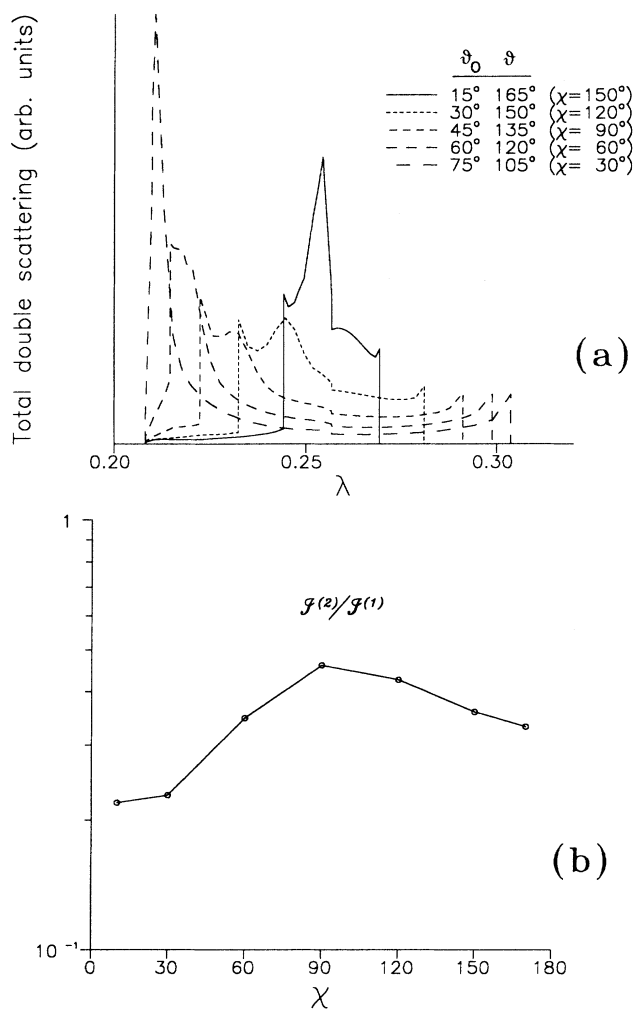 Total double scattering (arb. units)
ϑ₀ ϑ
15° 165° (χ=150°)
30° 150° (χ=120°)
45° 135° (χ= 90°)
60° 120° (χ= 60°)
75° 105° (χ= 30°)
(a)
0.20 0.25 0.30
λ
1
𝒥⁽²⁾/𝒥⁽¹⁾
(b)
10⁻¹
0 30 60 90 120 150 180
χ